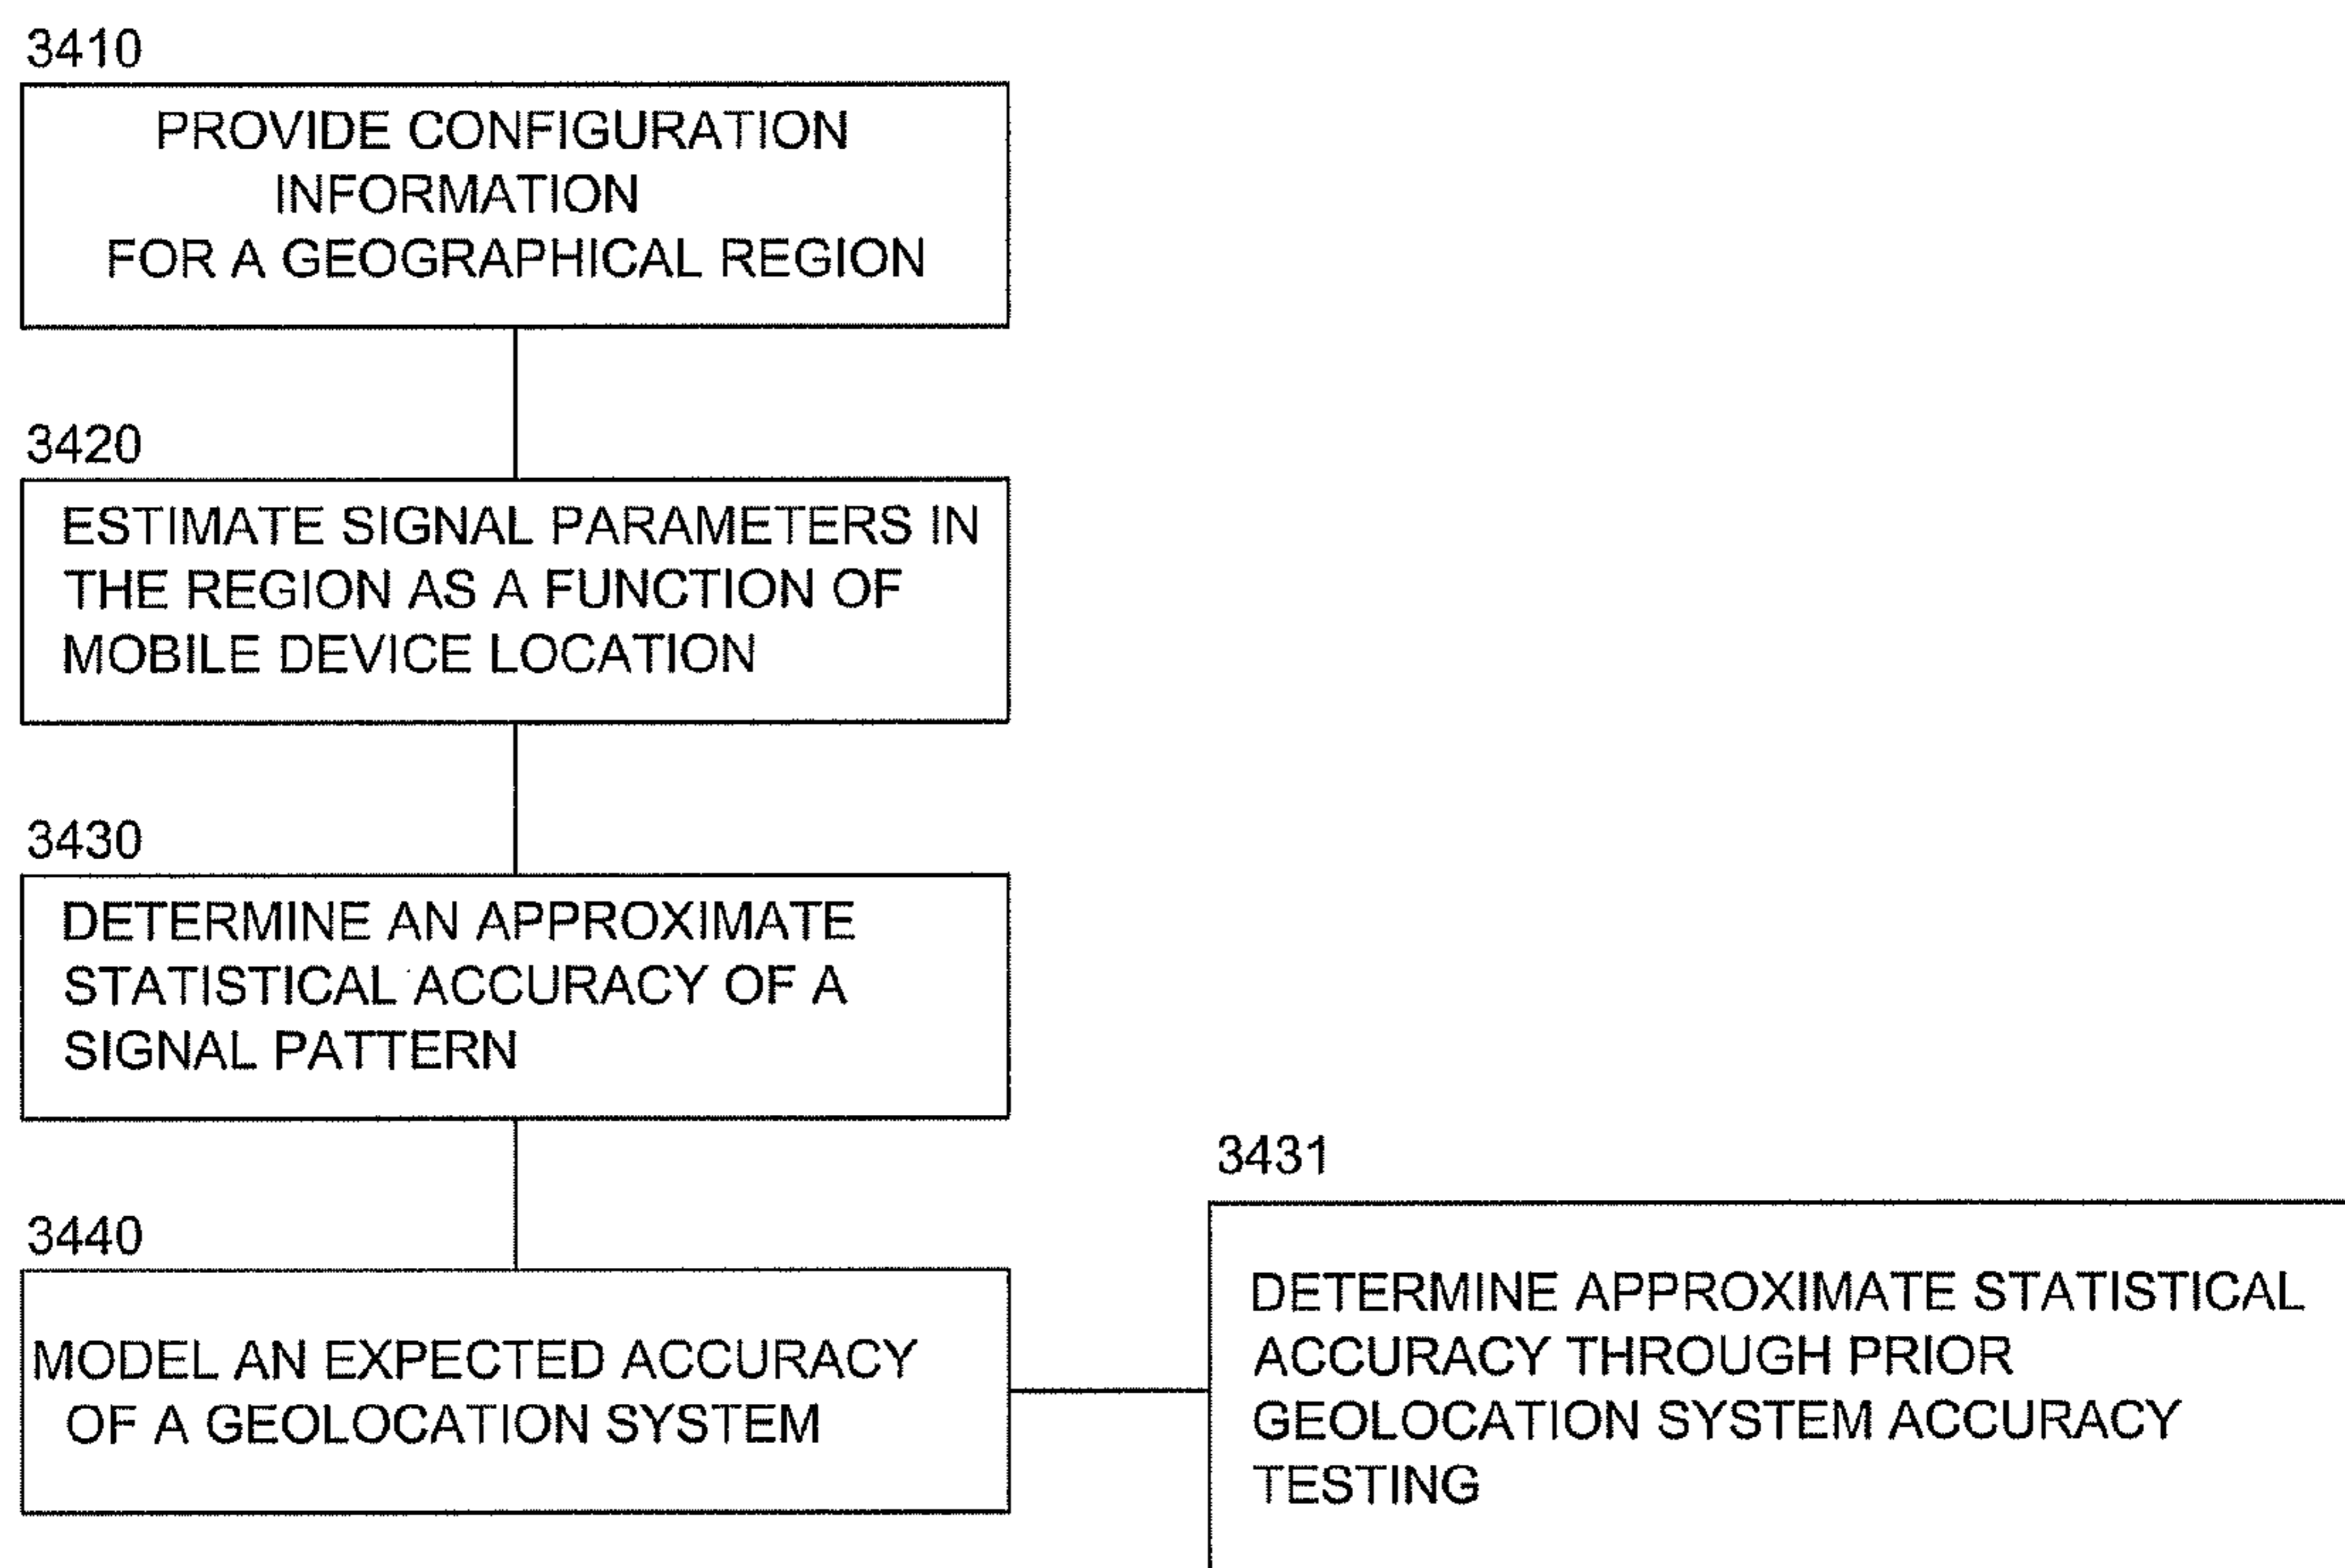 3410
PROVIDE CONFIGURATION
INFORMATION
FOR A GEOGRAPHICAL REGION
3420
ESTIMATE SIGNAL PARAMETERS IN
THE REGION AS A FUNCTION OF
MOBILE DEVICE LOCATION
3430
DETERMINE AN APPROXIMATE
STATISTICAL ACCURACY OF A
SIGNAL PATTERN
3440
MODEL AN EXPECTED ACCURACY
OF A GEOLOCATION SYSTEM
3431
DETERMINE APPROXIMATE STATISTICAL
ACCURACY THROUGH PRIOR
GEOLOCATION SYSTEM ACCURACY
TESTING